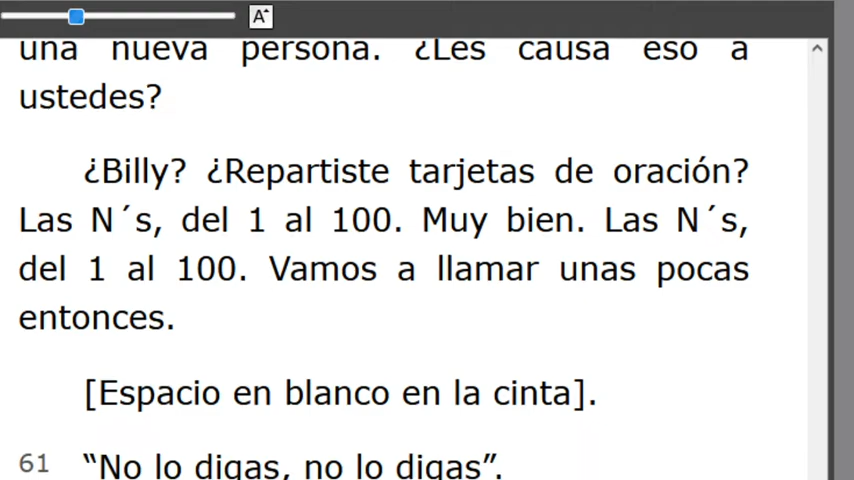 A
una nueva persona. ¿Les causa eso a
ustedes?
¿Billy? ¿Repartiste tarjetas de oración?
Las N´s, del 1 al 100. Muy bien. Las N´s,
del 1 al 100. Vamos a llamar unas pocas
entonces.
[Espacio en blanco en la cinta].
61 “No lo digas, no lo digas”.